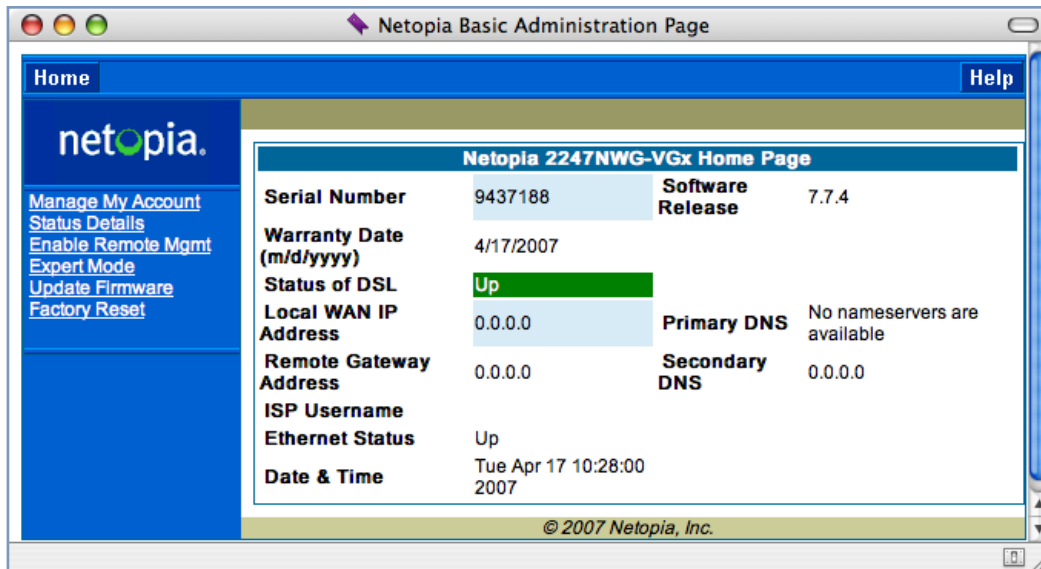 Netopia Basic Administration Page
Home
Help
netopia.
Manage My Account
Status Details
Enable Remote Mgmt
Expert Mode
Update Firmware
Factory Reset
Netopia 2247NWG-VGx Home Page
Serial Number 9437188 Software Release 7.7.4
Warranty Date (m/d/yyyy) 4/17/2007
Status of DSL Up
Local WAN IP Address 0.0.0.0 Primary DNS No nameservers are available
Remote Gateway Address 0.0.0.0 Secondary DNS 0.0.0.0
ISP Username
Ethernet Status Up
Date & Time Tue Apr 17 10:28:00 2007
© 2007 Netopia, Inc.